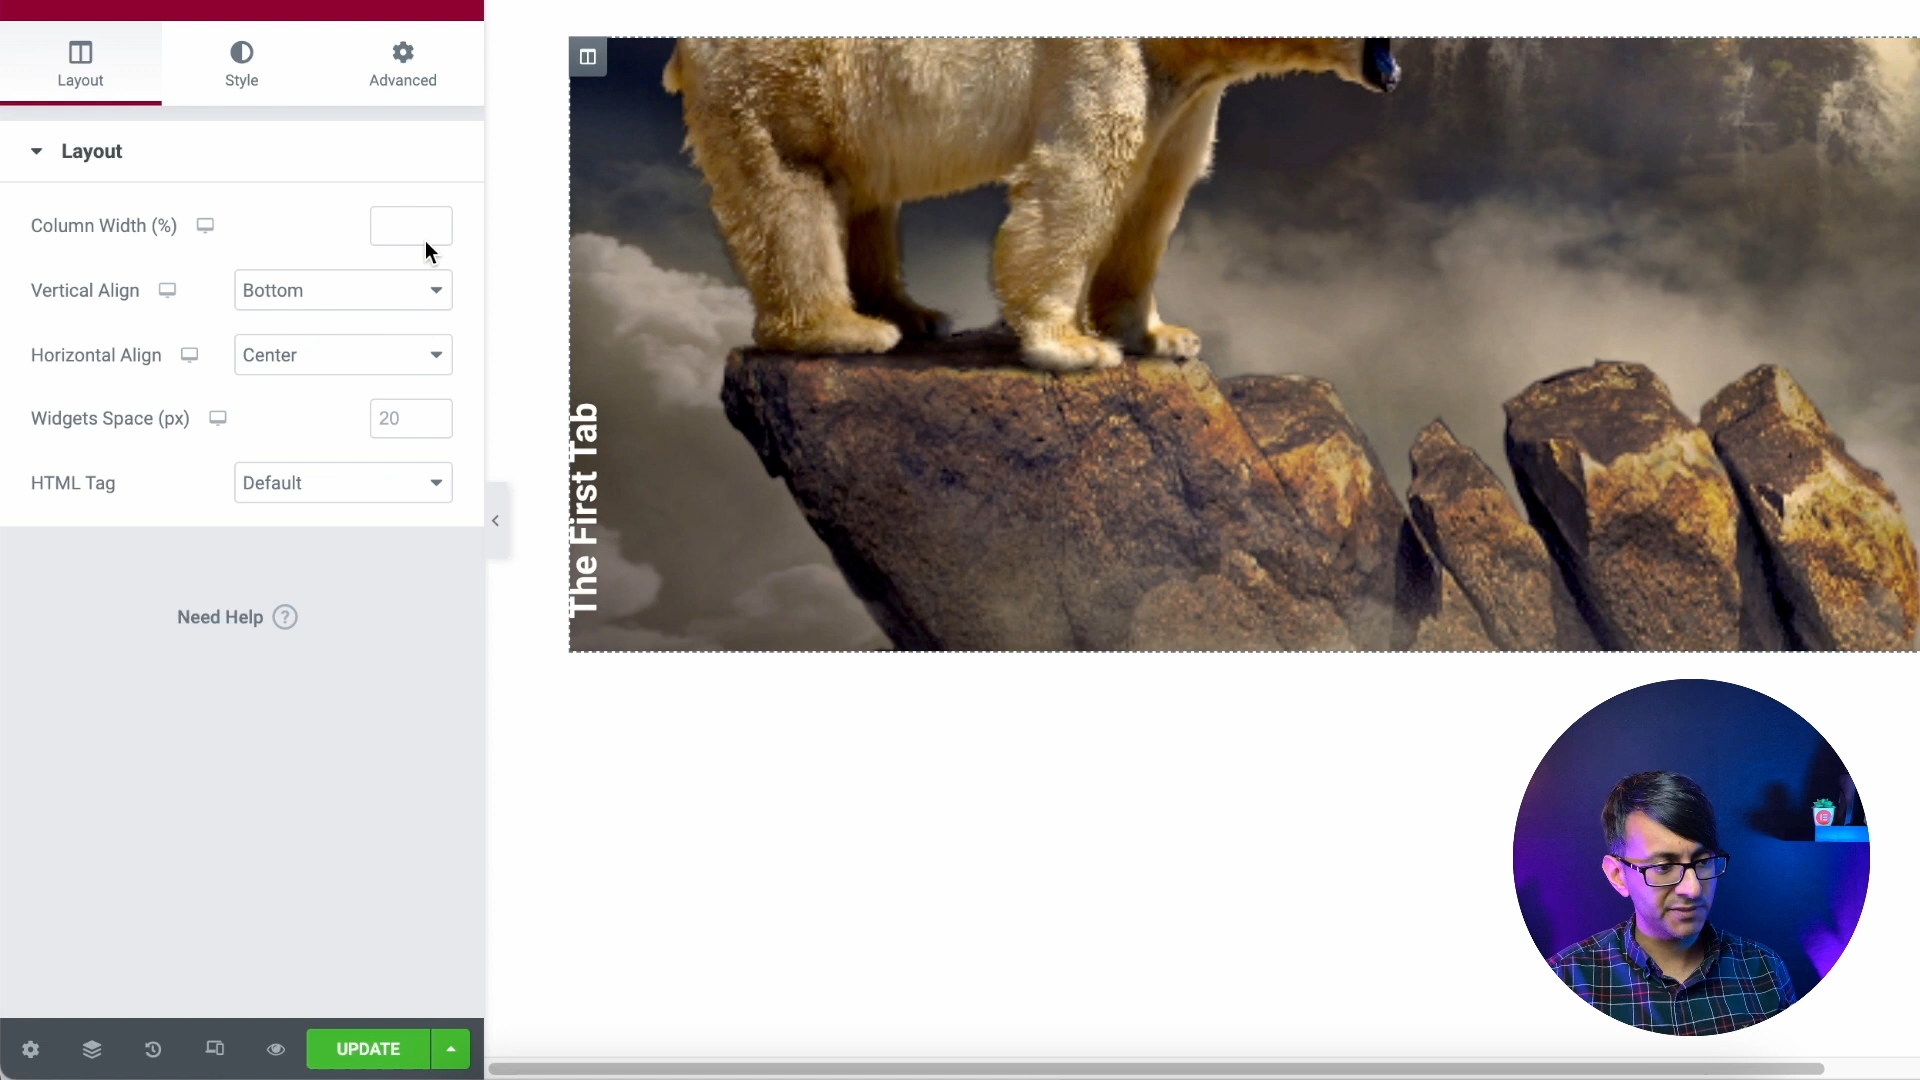 Layout
Style
Advanced
Layout
Column Width (%)
Vertical Align
Bottom
Horizontal Align
Center
Widgets Space (px)
20
HTML Tag
Default
Need Help ?
UPDATE
The First Tab